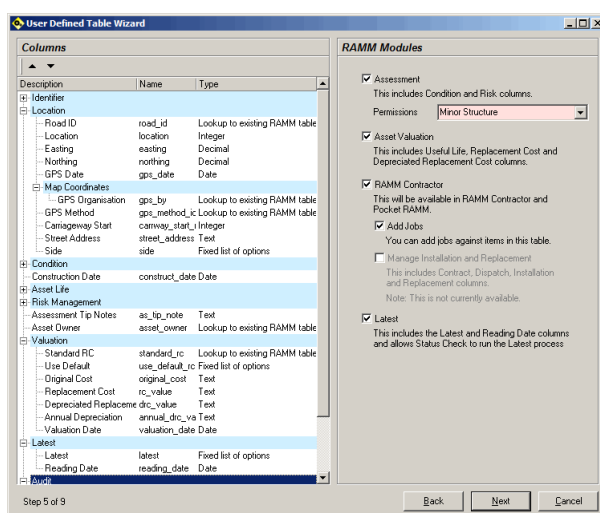 User Defined Table Wizard
Columns
Description Name Type
Identifier
Location
Road ID road_id Lookup to existing RAMM table
Location location Integer
Easting easting Decimal
Northing northing Decimal
GPS Date gps_date Date
Map Coordinates
GPS Organisation gps_by Lookup to existing RAMM table
GPS Method gps_method_ic Lookup to existing RAMM table
Carriageway Start carrway_start_ Integer
Street Address street_address Text
Side side Fixed list of options
Condition
Construction Date construct_date Date
Asset Life
Risk Management
Assessment Tip Notes as_tip_note Text
Asset Owner asset_owner Lookup to existing RAMM table
Valuation
Standard RC standard_rc Lookup to existing RAMM table
Use Default use_default_rc Fixed list of options
Original Cost original_cost Text
Replacement Cost rc_value Text
Depreciated Replaceme drc_value Text
Annual Depreciation annual_drc_va Text
Valuation Date valuation_date Date
Latest
Latest latest Fixed list of options
Reading Date reading_date Date
Audit
RAMM Modules
Assessment
This includes Condition and Risk columns.
Permissions Minor Structure
Asset Valuation
This includes Useful Life, Replacement Cost and
Depreciated Replacement Cost columns.
RAMM Contractor
This will be available in RAMM Contractor and
Pocket RAMM.
Add Jobs
You can add jobs against items in this table.
Manage Installation and Replacement
This includes Contract, Dispatch, Installation
and Replacement columns.
Note: This is not currently available.
Latest
This includes the Latest and Reading Date columns
and allows Status Check to run the Latest process
Step 5 of 9
Back Next Cancel